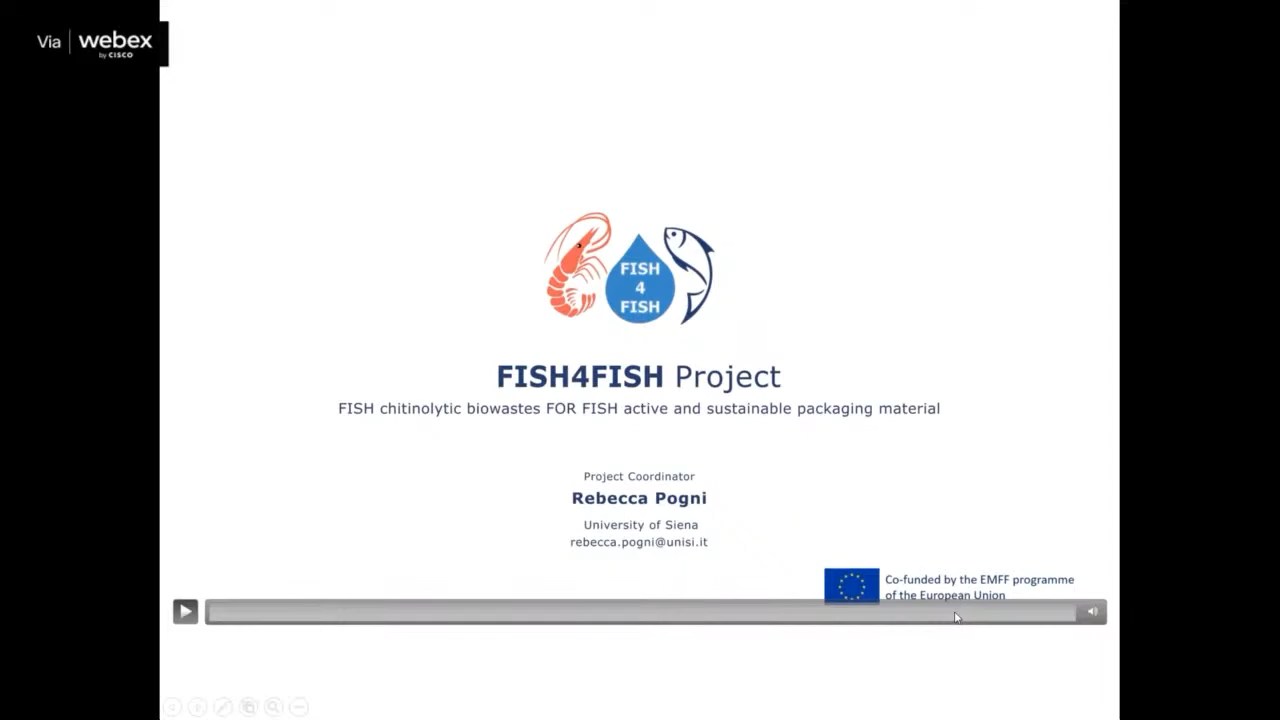 Via webex
by CISCO
FISH
4
FISH
FISH4FISH Project
FISH chitinolytic biowastes FOR FISH active and sustainable packaging material
Project Coordinator
Rebecca Pogni
University of Siena
rebecca.pogni@unisi.it
Co-funded by the EMFF programme
of the European Union